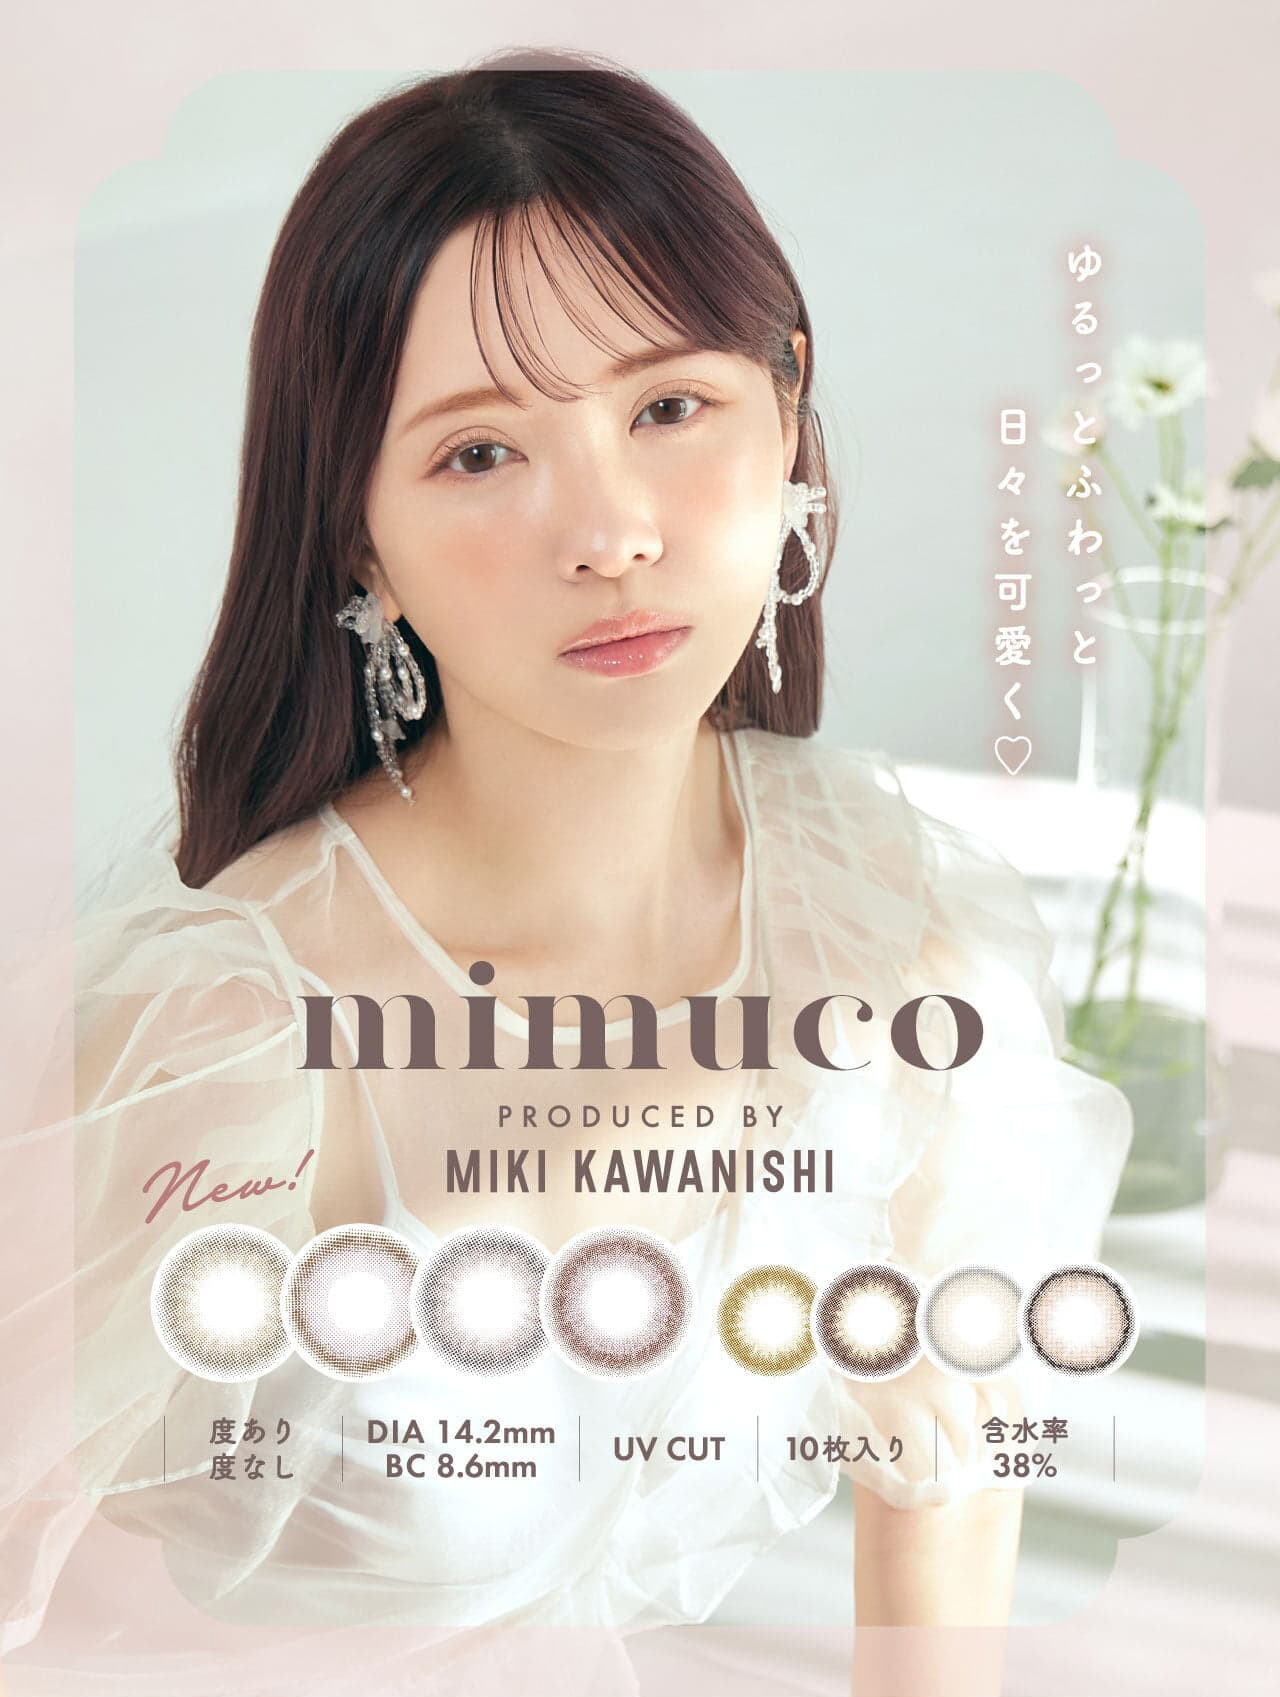 ゆるっとふわっと
日々を可愛く♡
mimuco
PRODUCED BY
MIKI KAWANISHI
New!
度あり
度なし
DIA 14.2mm
BC 8.6mm
UV CUT
10枚入り
含水率
38%